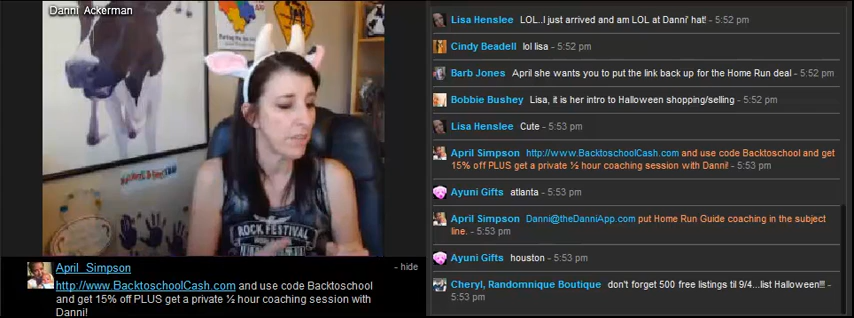 Danni Ackerman
ROCK FESTIVAL
April_Simpson
- hide
http://www.BacktoschoolCash.com and use code Backtoschool
and get 15% off PLUS get a private ½ hour coaching session with
Danni!
Lisa Henslee LOL..I just arrived and am LOL at Danni' hat! - 5:52 pm
Cindy Beadell lol lisa - 5:52 pm
Barb Jones April she wants you to put the link back up for the Home Run deal - 5:52 pm
Bobbie Bushey Lisa, it is her intro to Halloween shopping/selling - 5:52 pm
Lisa Henslee Cute - 5:53 pm
April Simpson http://www.BacktoschoolCash.com and use code Backtoschool and get
15% off PLUS get a private ½ hour coaching session with Danni! - 5:53 pm
Ayuni Gifts atlanta - 5:53 pm
April Simpson Danni@theDanniApp.com put Home Run Guide coaching in the subject
line. - 5:53 pm
Ayuni Gifts houston - 5:53 pm
Cheryl, Randomnique Boutique don't forget 500 free listings til 9/4...list Halloween!!! -
5:53 pm